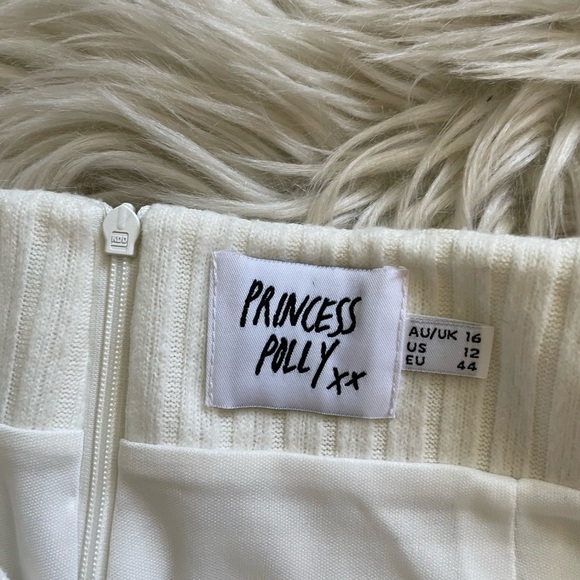 PRINCESS
POLLY xx
AU/UK 16
US 12
EU 44